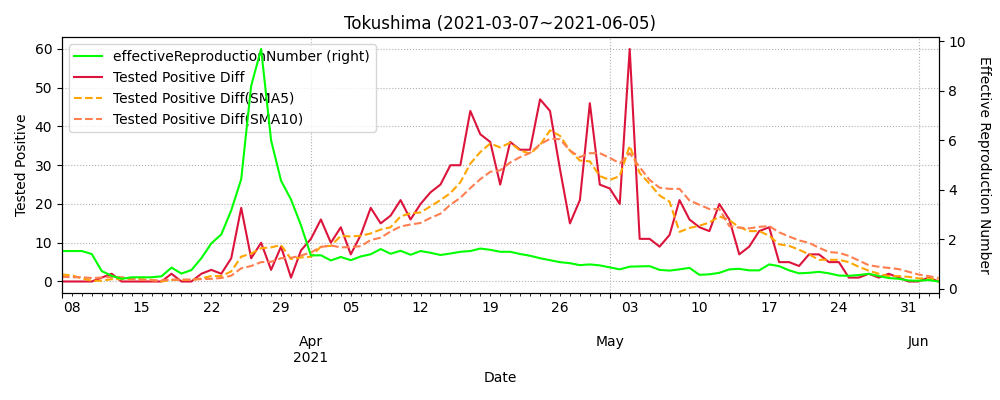 Tokushima (2021-03-07~2021-06-05)
effectiveReproductionNumber (right)
Tested Positive Diff
Tested Positive Diff(SMA5)
Tested Positive Diff(SMA10)
Tested Positive
60
50
40
30
20
10
0
Effective Reproduction Number
10
8
6
4
2
0
08 15 22 29 05 12 19 26 03 10 17 24 31
Apr May Jun
2021
Date